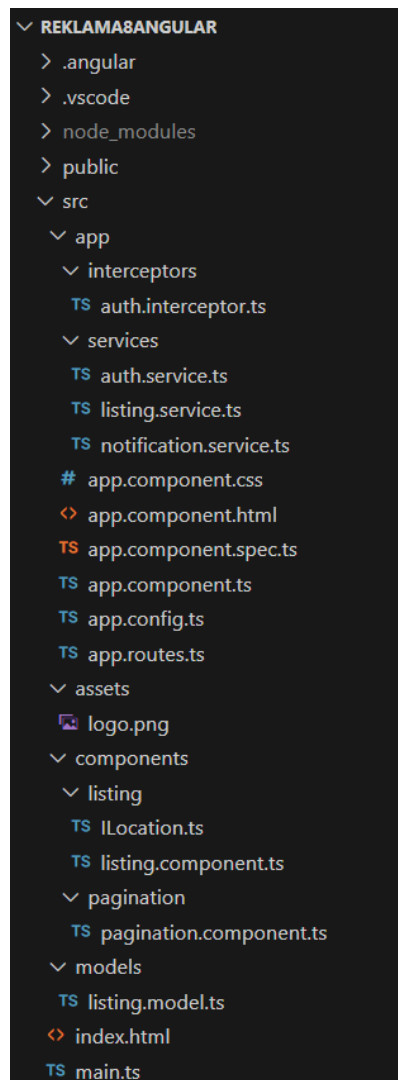 REKLAMA8ANGULAR
.angular
.vscode
node_modules
public
src
app
interceptors
TS auth.interceptor.ts
services
TS auth.service.ts
TS listing.service.ts
TS notification.service.ts
# app.component.css
<> app.component.html
TS app.component.spec.ts
TS app.component.ts
TS app.config.ts
TS app.routes.ts
assets
logo.png
components
listing
TS ILocation.ts
TS listing.component.ts
pagination
TS pagination.component.ts
models
TS listing.model.ts
<> index.html
TS main.ts